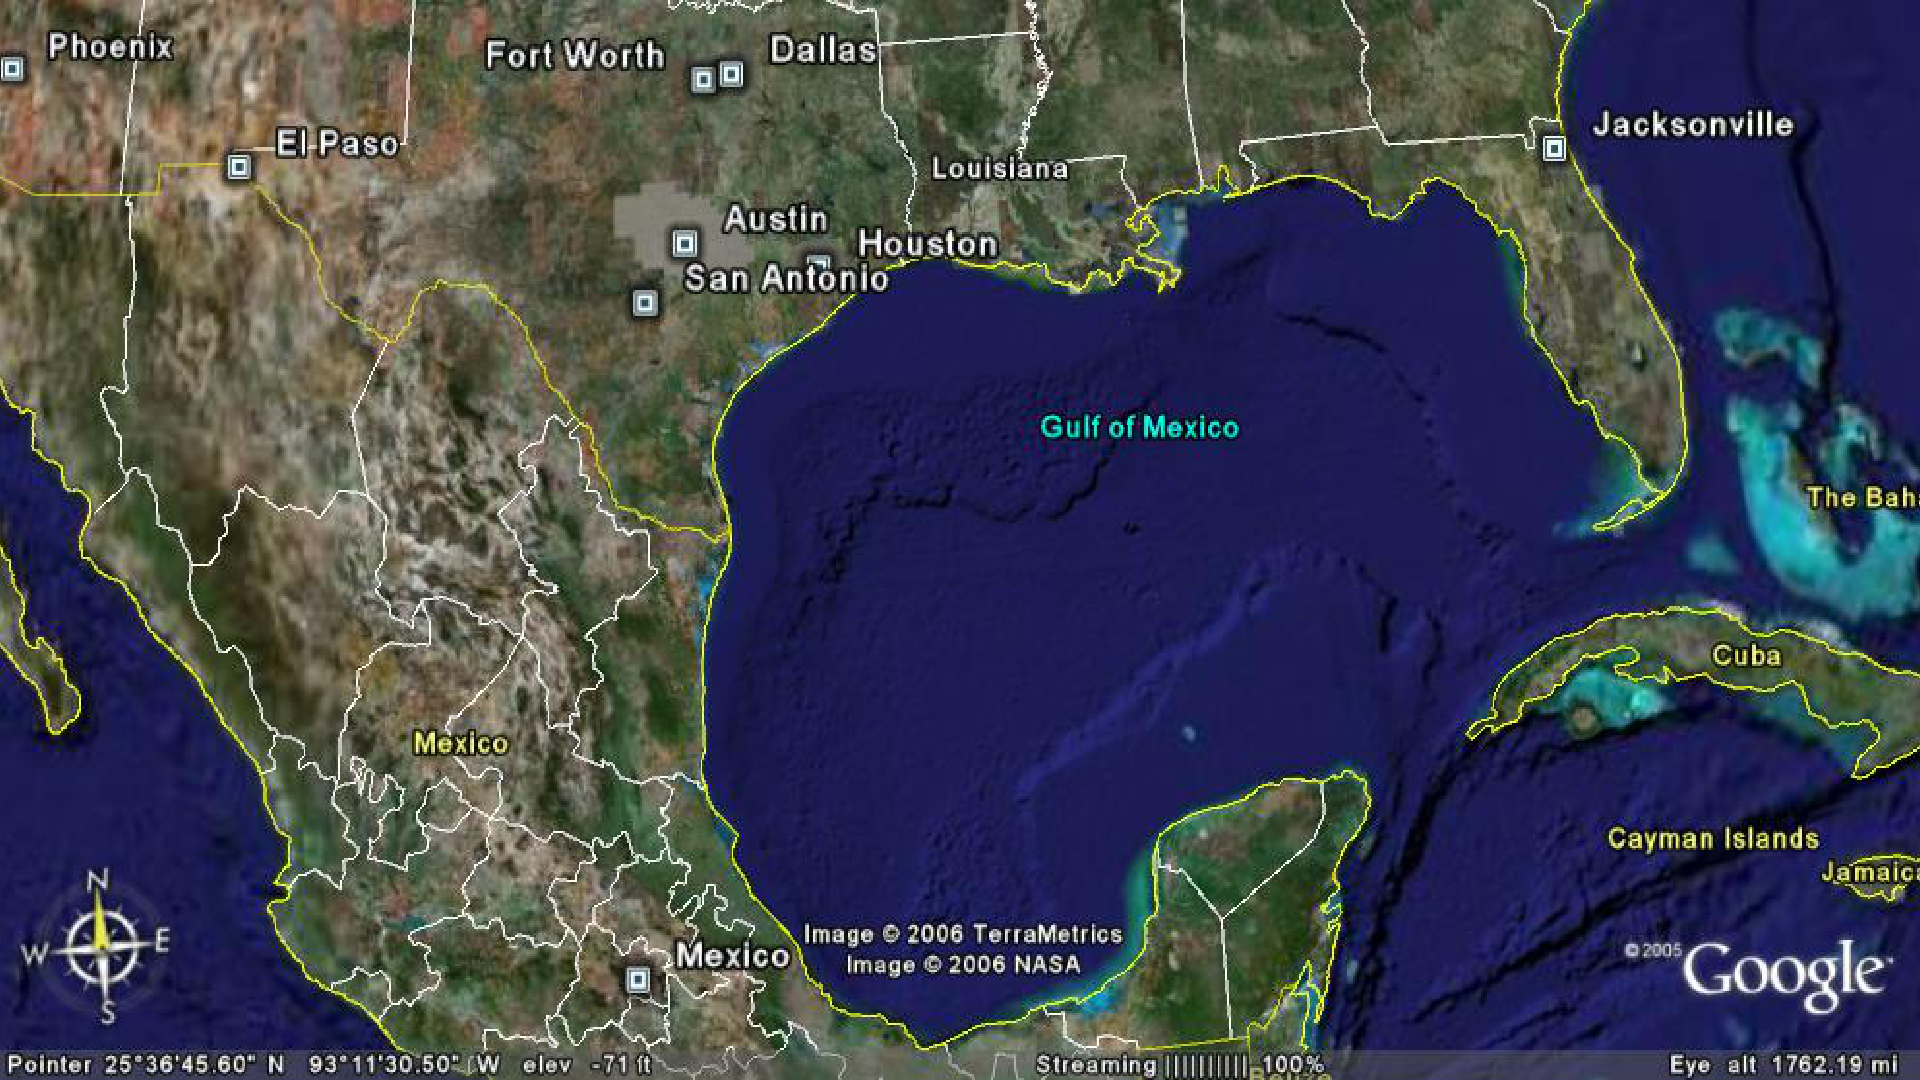 Phoenix
Fort Worth
Dallas
El Paso
Jacksonville
Louisiana
Austin
Houston
San Antonio
Gulf of Mexico
The Bah
Cuba
Mexico
Cayman Islands
Jamaica
N
W E
S
Mexico
Image © 2006 TerraMetrics
Image © 2006 NASA
©2005 Google
Pointer 25°36'45.60" N 93°11'30.50" W elev -71 ft
Streaming |||||||||| 100%
Eye alt 1762.19 mi
Belize